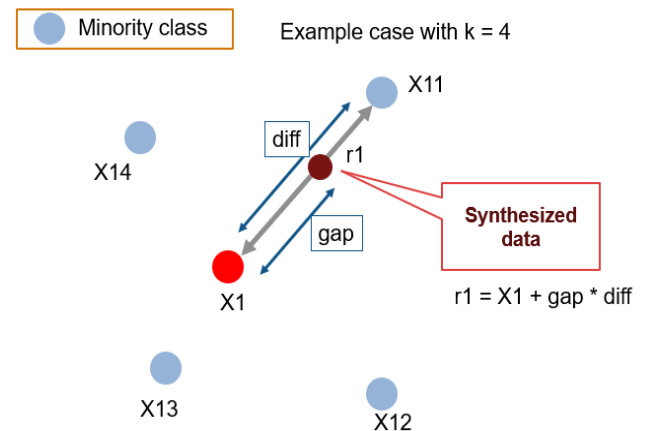 Minority class
Example case with k = 4
X11
diff
r1
X14
Synthesized
data
gap
r1 = X1 + gap * diff
X1
X13
X12